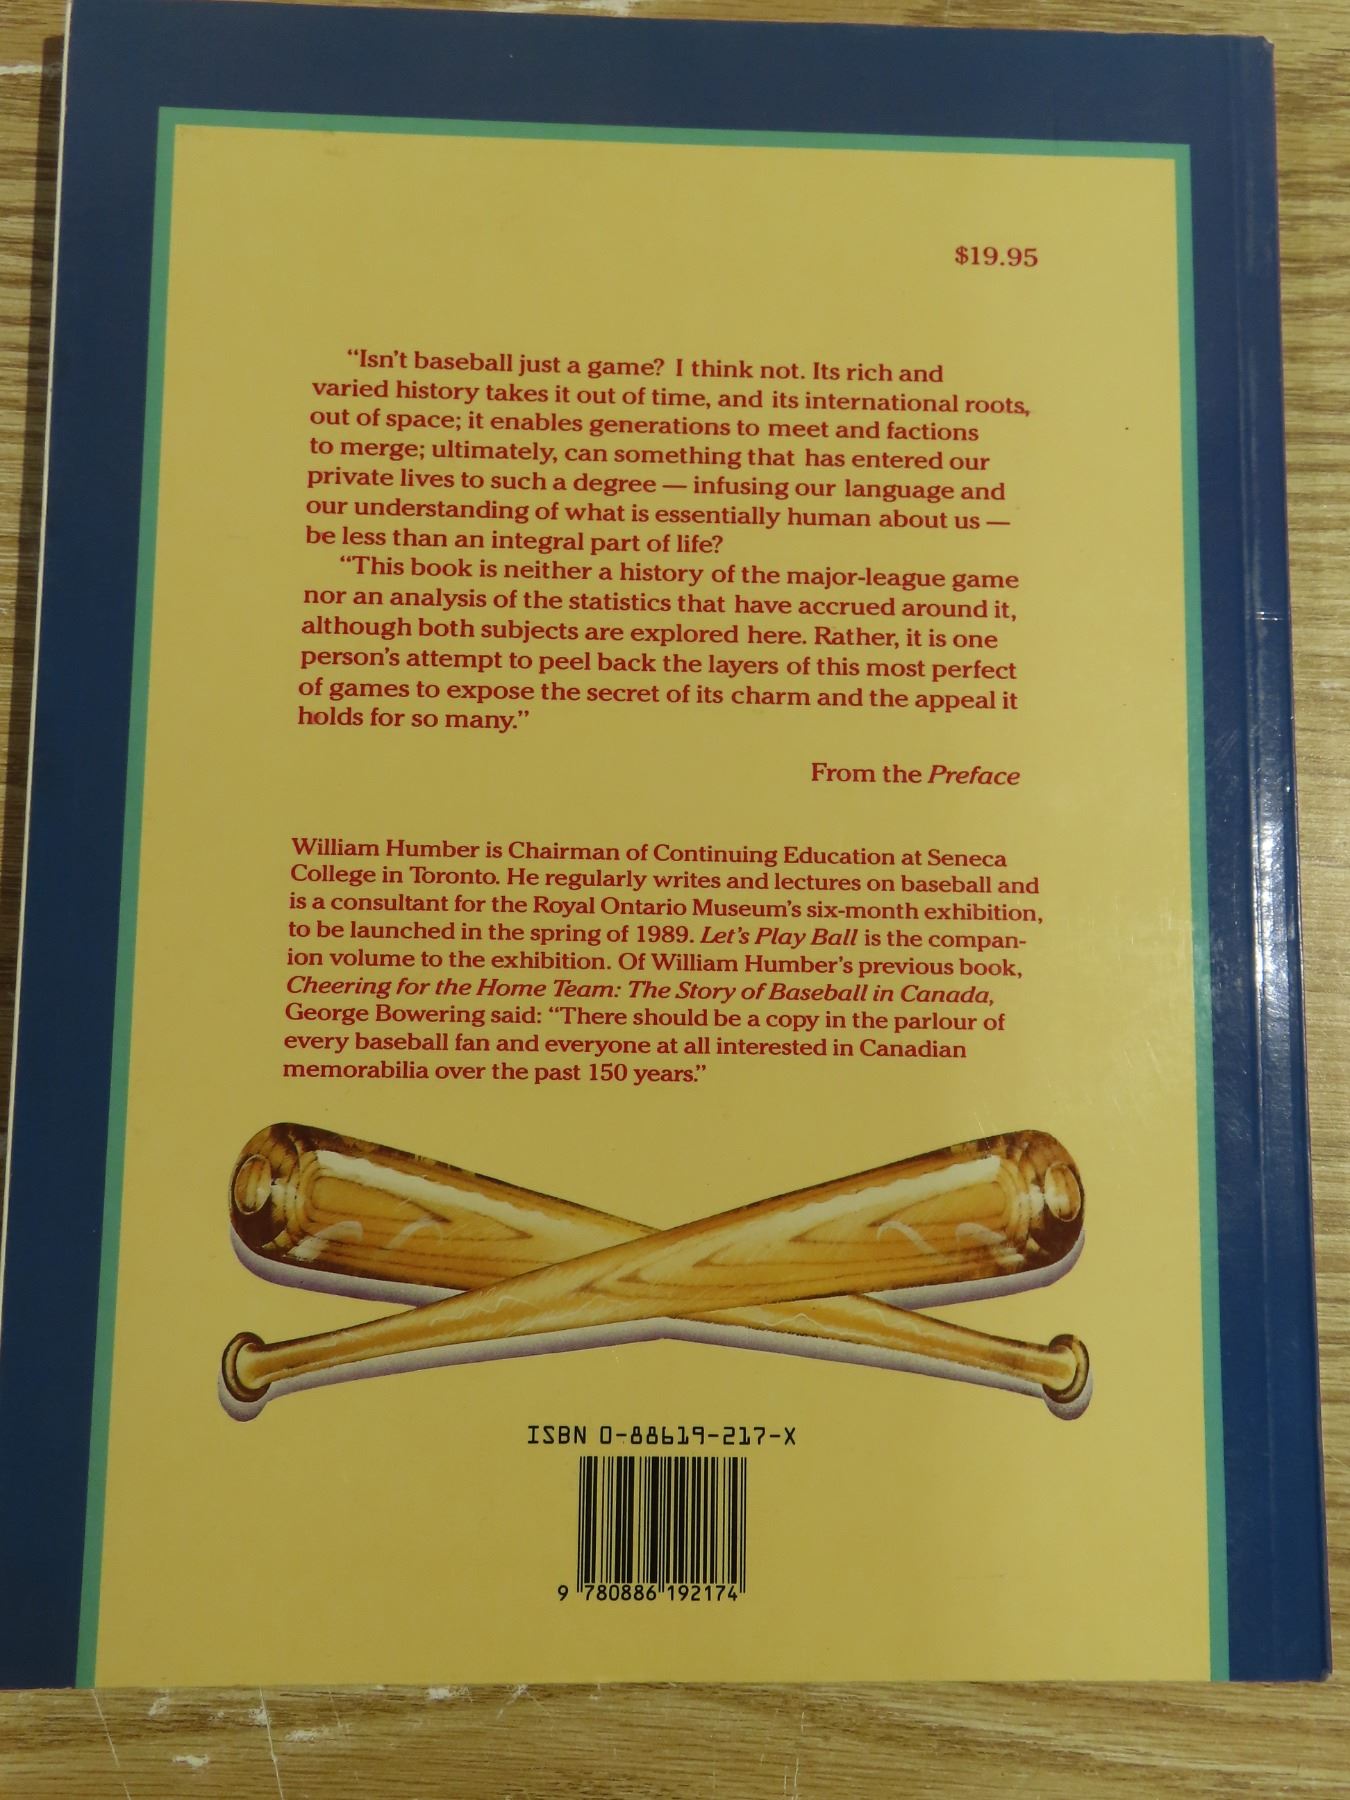 $19.95
“Isn’t baseball just a game? I think not. Its rich and
varied history takes it out of time, and its international roots,
out of space; it enables generations to meet and factions
to merge; ultimately, can something that has entered our
private lives to such a degree — infusing our language and
our understanding of what is essentially human about us —
be less than an integral part of life?
“This book is neither a history of the major-league game
nor an analysis of the statistics that have accrued around it,
although both subjects are explored here. Rather, it is one
person’s attempt to peel back the layers of this most perfect
of games to expose the secret of its charm and the appeal it
holds for so many.”
From the Preface
William Humber is Chairman of Continuing Education at Seneca
College in Toronto. He regularly writes and lectures on baseball and
is a consultant for the Royal Ontario Museum’s six-month exhibition,
to be launched in the spring of 1989. Let’s Play Ball is the compan-
ion volume to the exhibition. Of William Humber’s previous book,
Cheering for the Home Team: The Story of Baseball in Canada,
George Bowering said: “There should be a copy in the parlour of
every baseball fan and everyone at all interested in Canadian
memorabilia over the past 150 years.”
ISBN 0-88619-217-X
9 780886 192174